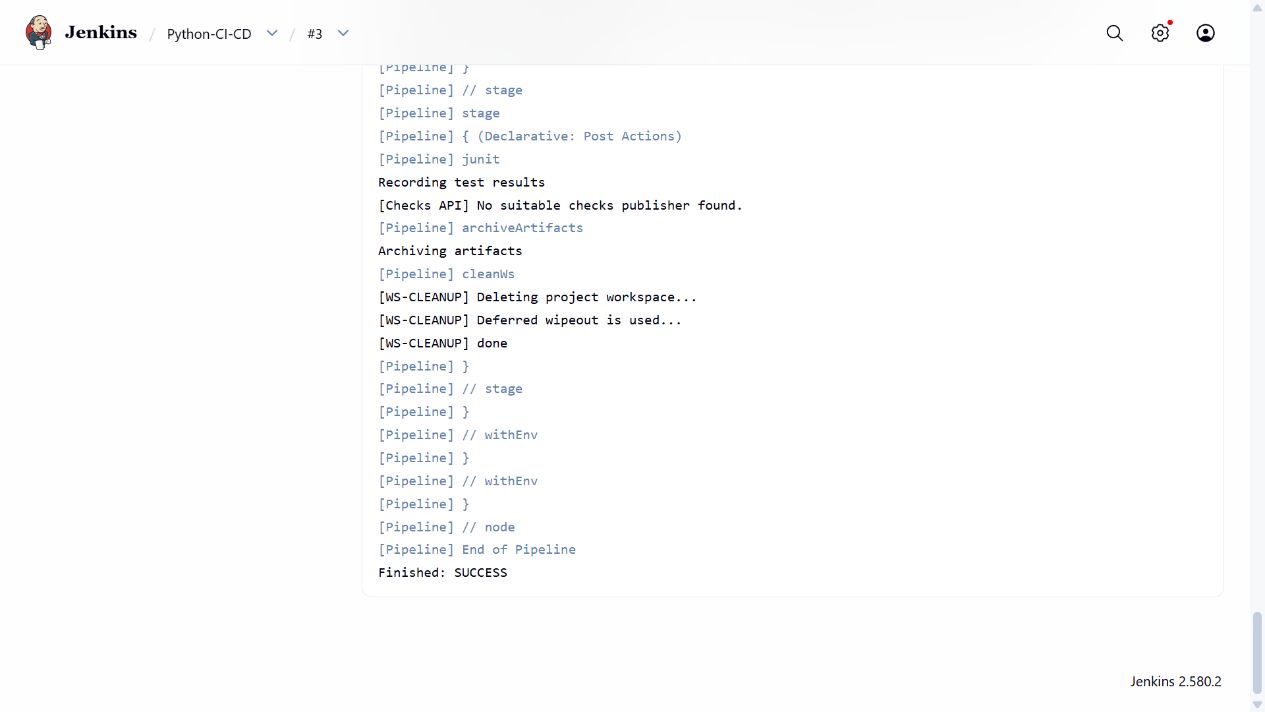 Jenkins / Python-CI-CD / #3
[Pipeline] }
[Pipeline] // stage
[Pipeline] stage
[Pipeline] { (Declarative: Post Actions)
[Pipeline] junit
Recording test results
[Checks API] No suitable checks publisher found.
[Pipeline] archiveArtifacts
Archiving artifacts
[Pipeline] cleanWs
[WS-CLEANUP] Deleting project workspace...
[WS-CLEANUP] Deferred wipeout is used...
[WS-CLEANUP] done
[Pipeline] }
[Pipeline] // stage
[Pipeline] }
[Pipeline] // withEnv
[Pipeline] }
[Pipeline] // withEnv
[Pipeline] }
[Pipeline] // node
[Pipeline] End of Pipeline
Finished: SUCCESS
Jenkins 2.580.2